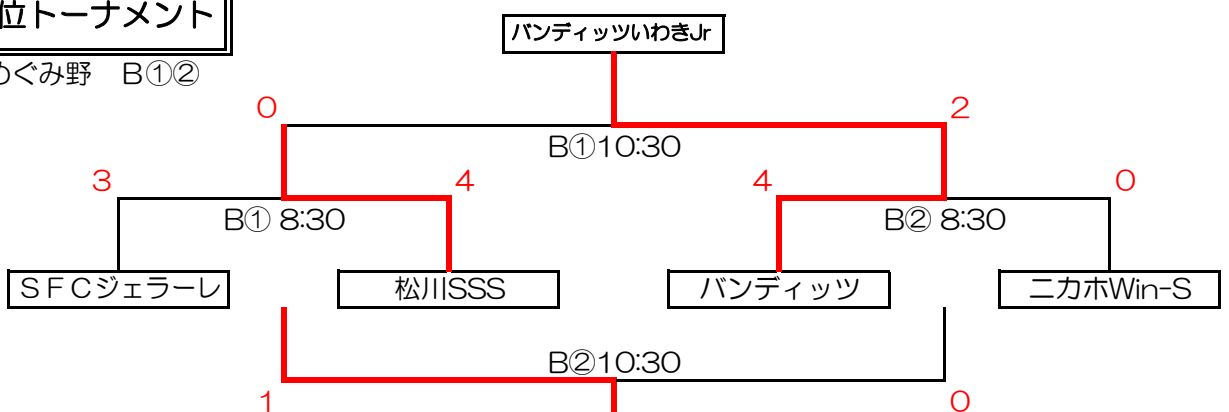 位トーナメント
バンディッツいわきJr
めぐみ野 B①②
0 2
B①10:30
3 4 4 0
B① 8:30 B② 8:30
SFCジェラーレ 松川SSS バンディッツ ニカホWin-S
B②10:30
1 0